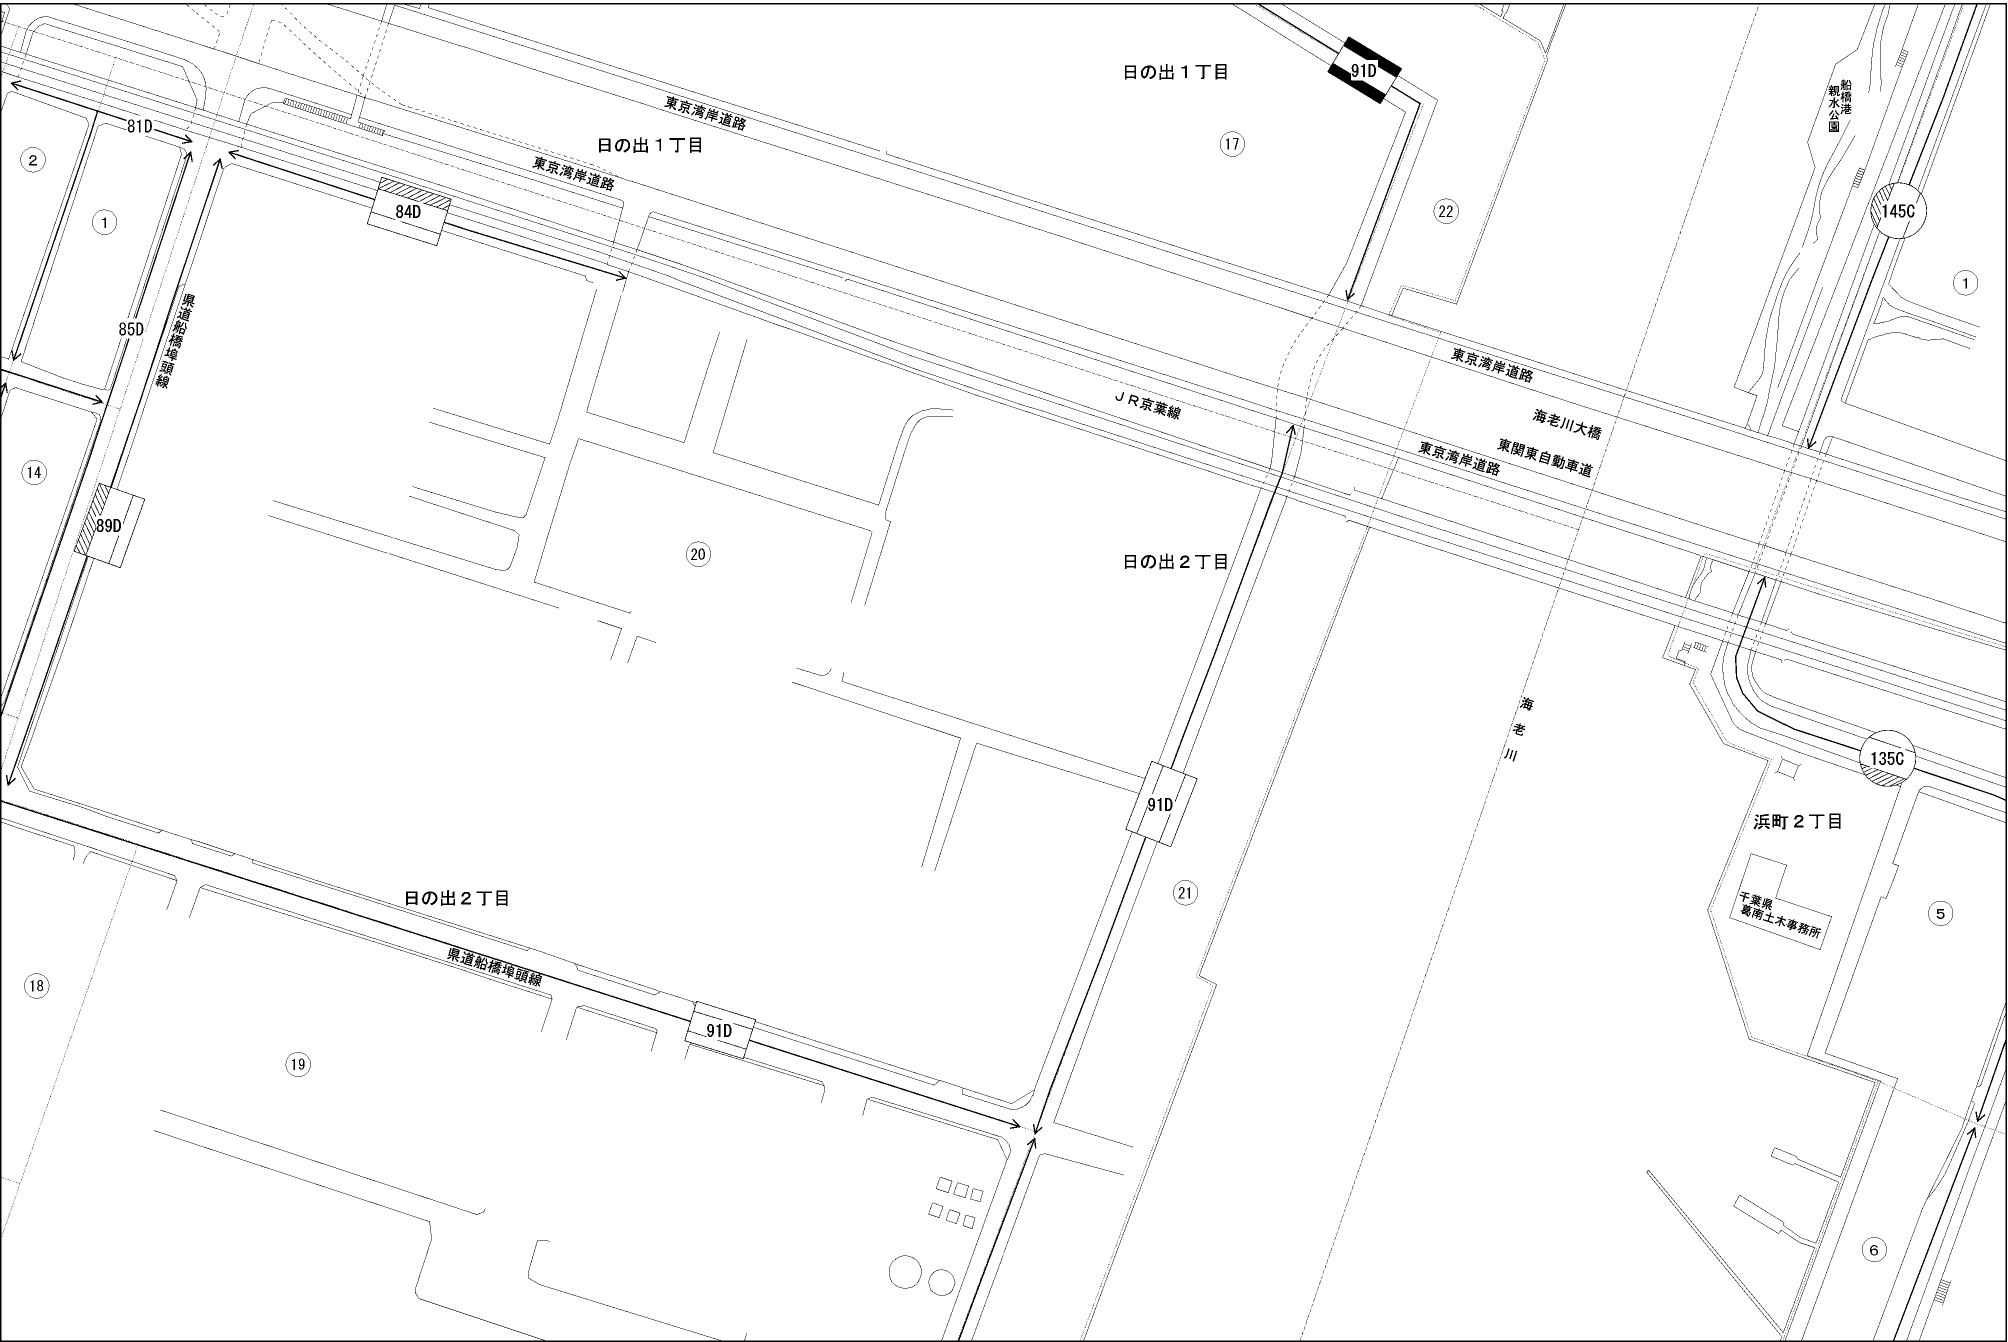 日の出１丁目
91D
船橋港
親水公園
東京湾岸道路
81D
日の出１丁目
17
2
東京湾岸道路
84D
22
145C
1
1
県道船橋埠頭線
85D
東京湾岸道路
ＪＲ京葉線
海老川大橋
東関東自動車道
東京湾岸道路
14
89D
20
日の出２丁目
海老川
135C
91D
浜町２丁目
21
日の出２丁目
千葉県
葛南土木事務所
5
県道船橋埠頭線
18
91D
19
6